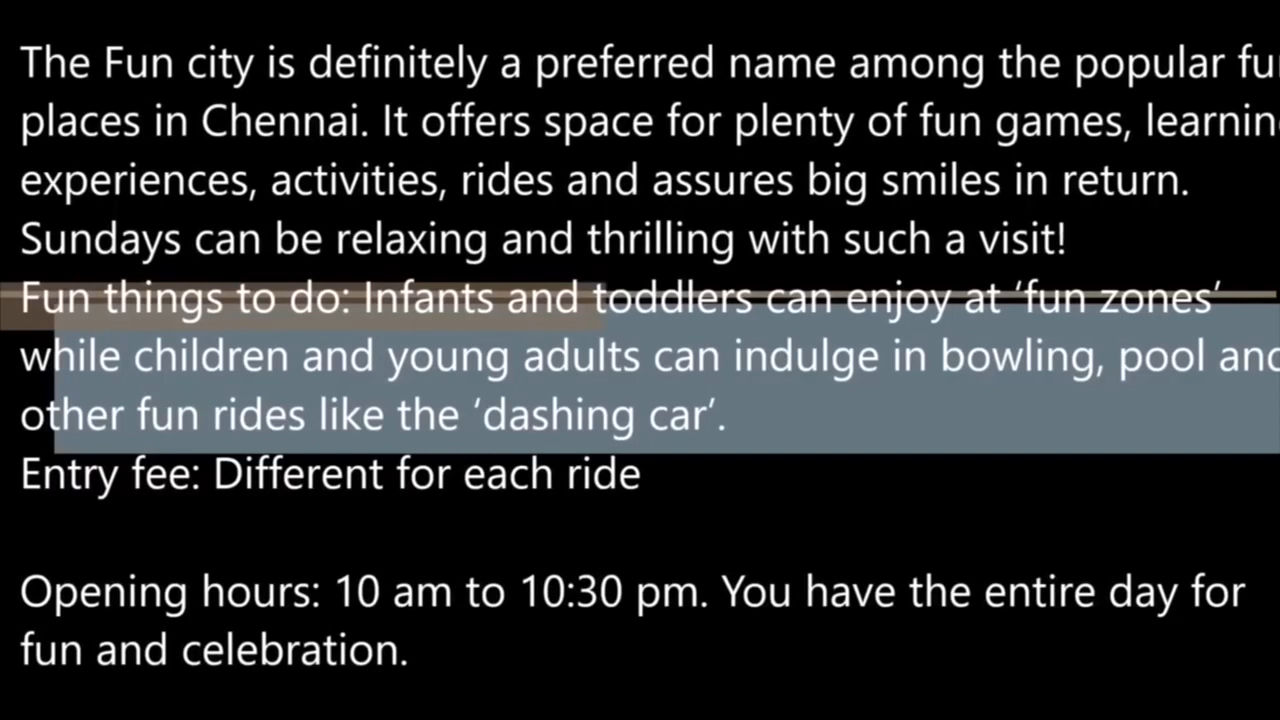 The Fun city is definitely a preferred name among the popular fu
places in Chennai. It offers space for plenty of fun games, learnin
experiences, activities, rides and assures big smiles in return.
Sundays can be relaxing and thrilling with such a visit!
Fun things to do: Infants and toddlers can enjoy at ‘fun zones’
while children and young adults can indulge in bowling, pool and
other fun rides like the ‘dashing car’.
Entry fee: Different for each ride
Opening hours: 10 am to 10:30 pm. You have the entire day for
fun and celebration.